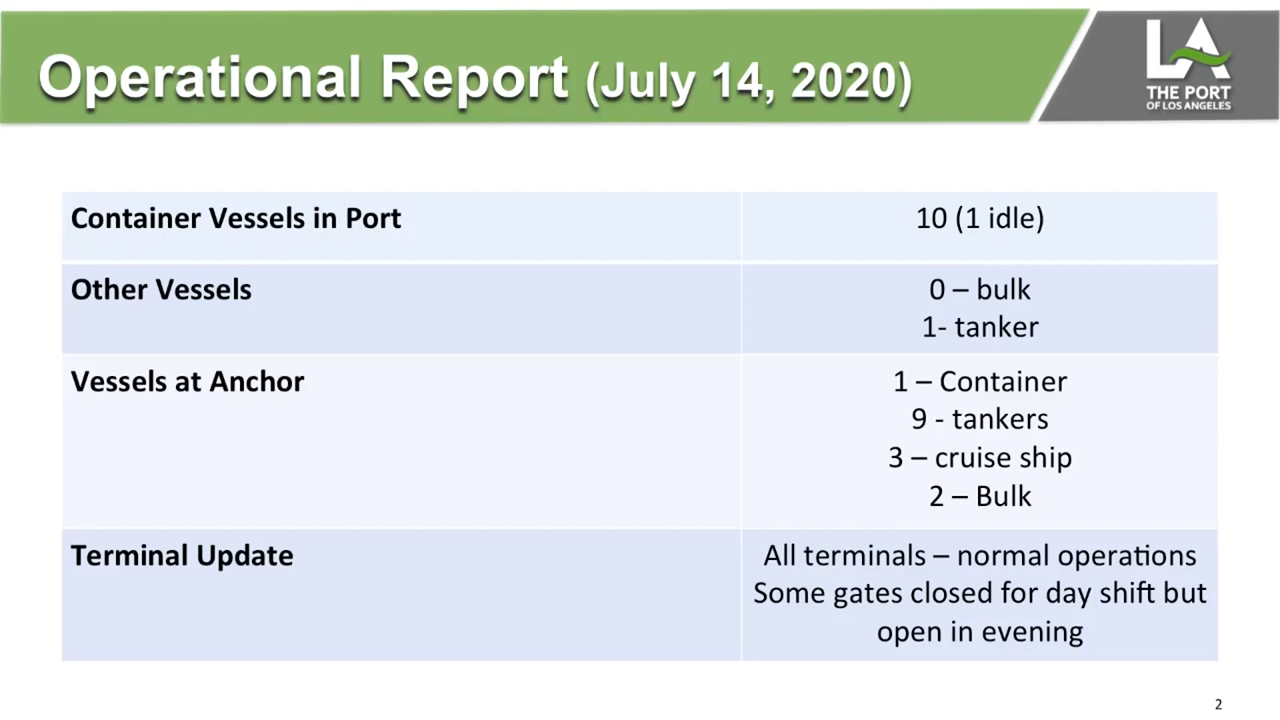 Operational Report (July 14, 2020)
LA
THE PORT
OF LOS ANGELES
Container Vessels in Port
10 (1 idle)
Other Vessels
0 – bulk
1- tanker
Vessels at Anchor
1 – Container
9 - tankers
3 – cruise ship
2 – Bulk
Terminal Update
All terminals – normal operations
Some gates closed for day shift but
open in evening
2